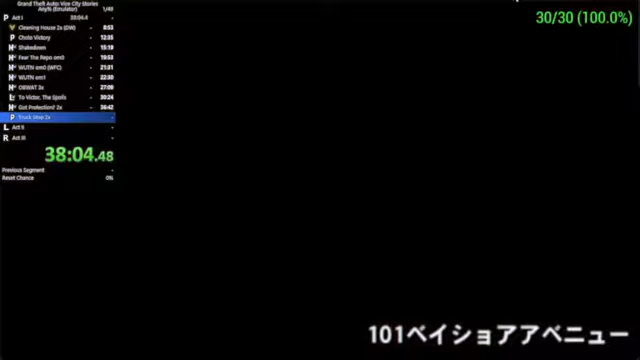 Grand Theft Auto: Vice City Stories
Any% (Emulator) 1/49
Act I 38:04.4
Cleaning House 2x (DW) - 8:53
Cholo Victory - 12:35
Shakedown - 15:19
Fear The Repo om0 - 19:53
WUTN om0 (WFC) - 21:01
WUTN om1 - 22:30
OBWAT 3x - 27:09
To Victor, The Spoils - 30:24
Got Protection? 2x - 36:42
Truck Stop 2x -
Act II -
Act III -
38:04.48
Previous Segment -
Reset Chance 0%
30/30 (100.0%)
101ベイショアアベニュー